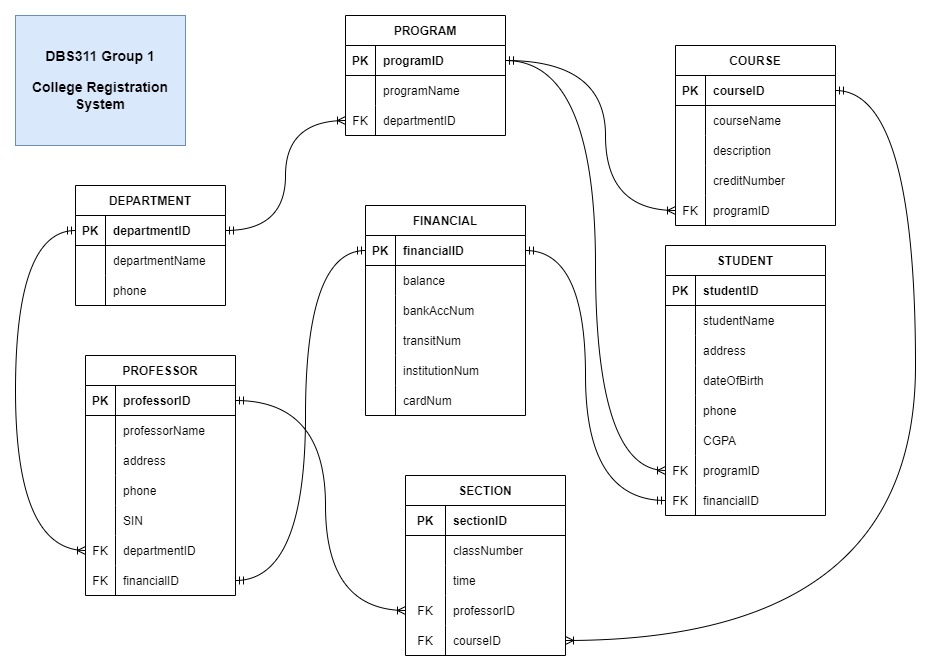 DBS311 Group 1
College Registration
System
PROGRAM
PK programID
programName
FK departmentID
COURSE
PK courseID
courseName
description
creditNumber
FK programID
DEPARTMENT
PK departmentID
departmentName
phone
FINANCIAL
PK financialID
balance
bankAccNum
transitNum
institutionNum
cardNum
STUDENT
PK studentID
studentName
address
dateOfBirth
phone
CGPA
FK programID
FK financialID
PROFESSOR
PK professorID
professorName
address
phone
SIN
FK departmentID
FK financialID
SECTION
PK sectionID
classNumber
time
FK professorID
FK courseID